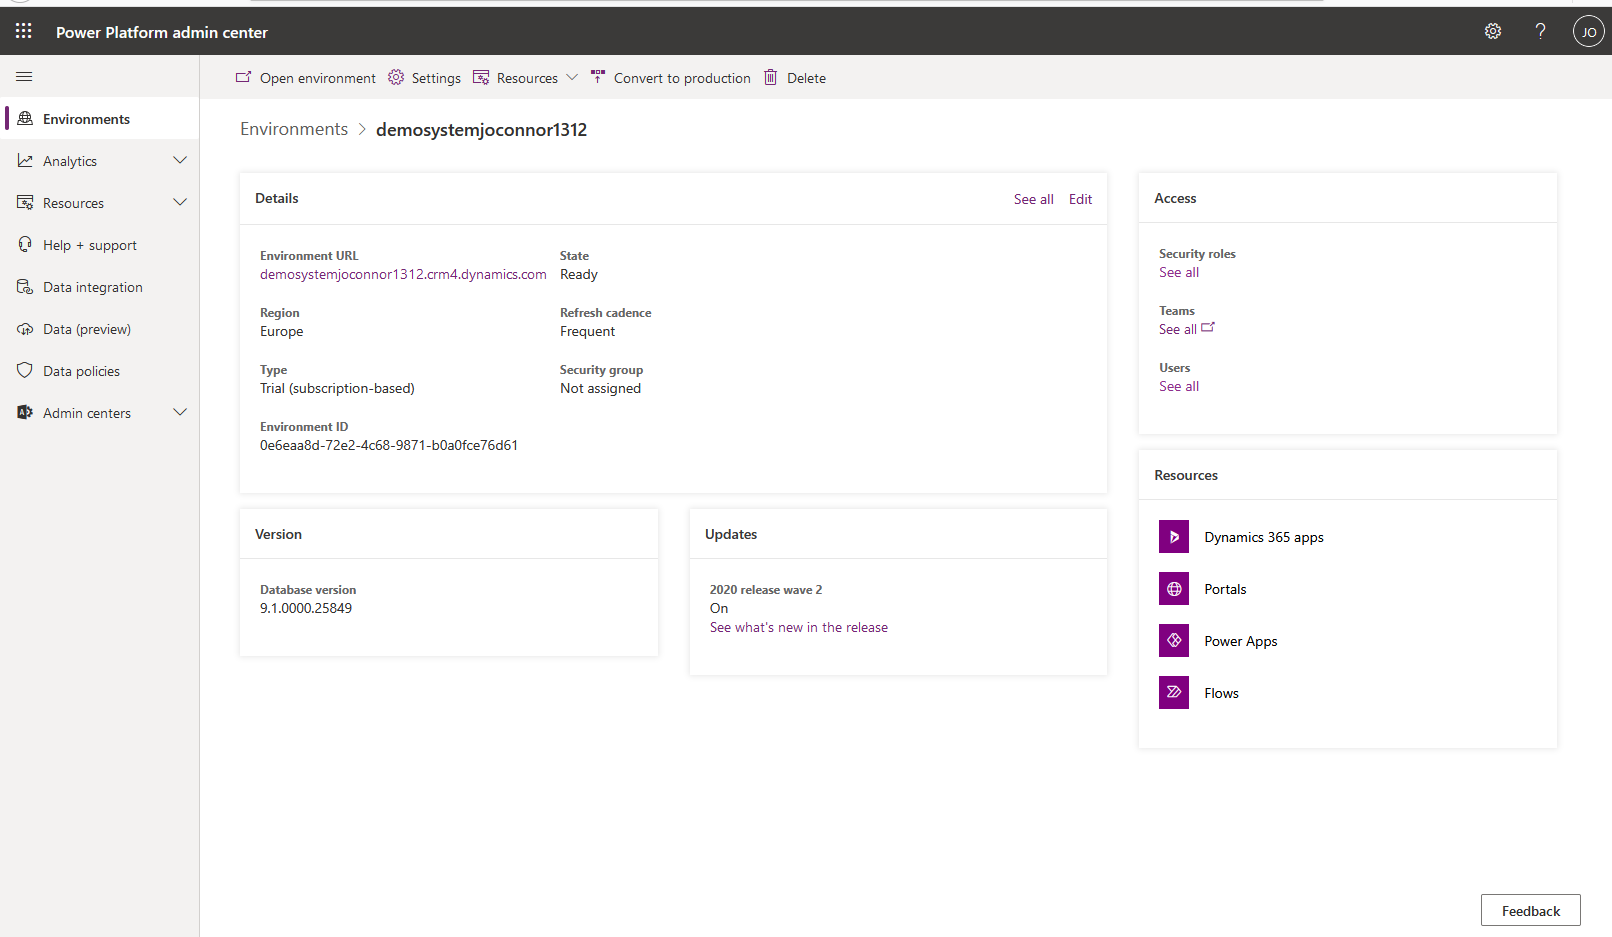 Power Platform admin center
?
JO
Open environment
Settings
Resources
Convert to production
Delete
Environments
Analytics
Resources
Help + support
Data integration
Data (preview)
Data policies
Admin centers
Environments > demosystemjoconnor1312
Details
See all
Edit
Environment URL
demosystemjoconnor1312.crm4.dynamics.com
State
Ready
Region
Europe
Refresh cadence
Frequent
Type
Trial (subscription-based)
Security group
Not assigned
Environment ID
0e6eaa8d-72e2-4c68-9871-b0a0fce76d61
Version
Database version
9.1.0000.25849
Updates
2020 release wave 2
On
See what's new in the release
Access
Security roles
See all
Teams
See all
Users
See all
Resources
Dynamics 365 apps
Portals
Power Apps
Flows
Feedback